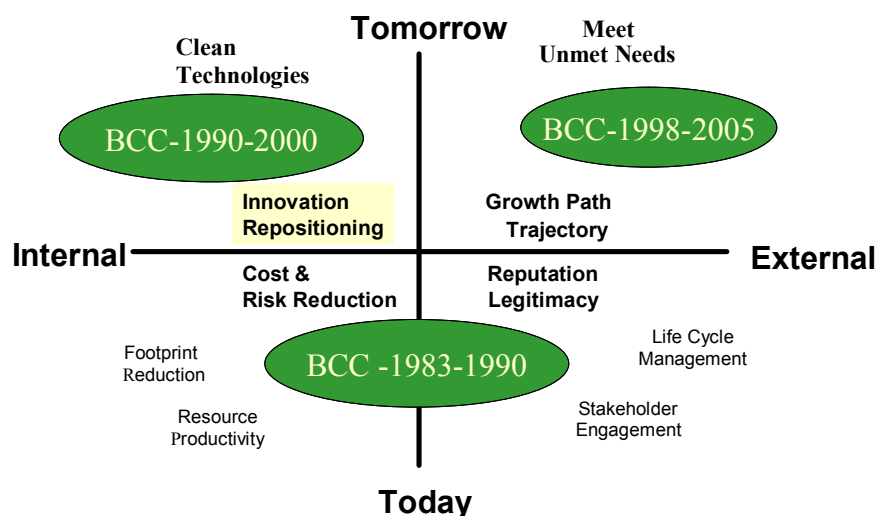 Tomorrow
Clean
Technologies
Meet
Unmet Needs
BCC-1990-2000
BCC-1998-2005
Innovation
Repositioning
Growth Path
Trajectory
Internal
External
Cost &
Risk Reduction
Reputation
Legitimacy
Footprint
Reduction
BCC -1983-1990
Life Cycle
Management
Resource
Productivity
Stakeholder
Engagement
Today